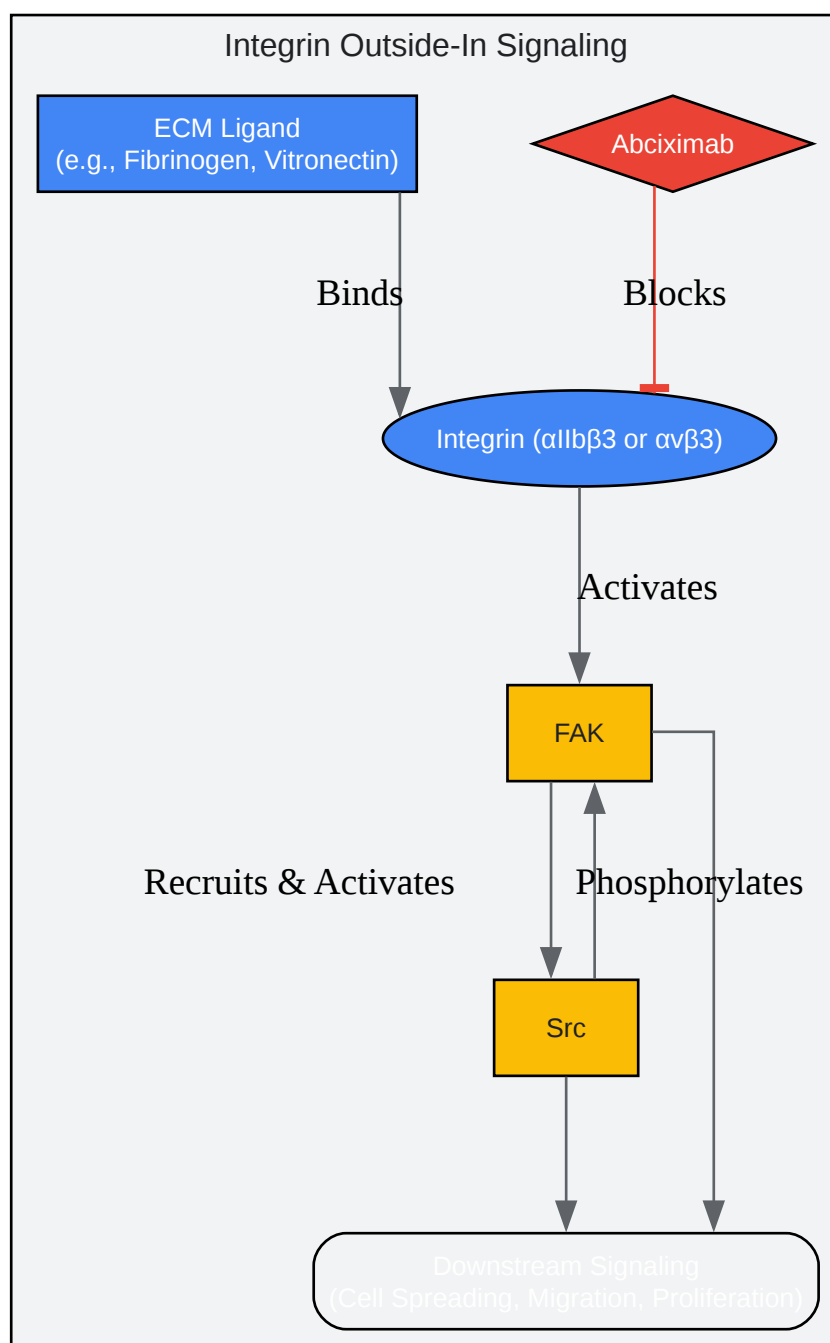 Integrin Outside-In Signaling
ECM Ligand
(e.g., Fibrinogen, Vitronectin)
Abciximab
Binds
Blocks
Integrin (αIIbβ3 or αvβ3)
Activates
FAK
Recruits & Activates
Phosphorylates
Src
Downstream Signaling
(Cell Spreading, Migration, Proliferation)